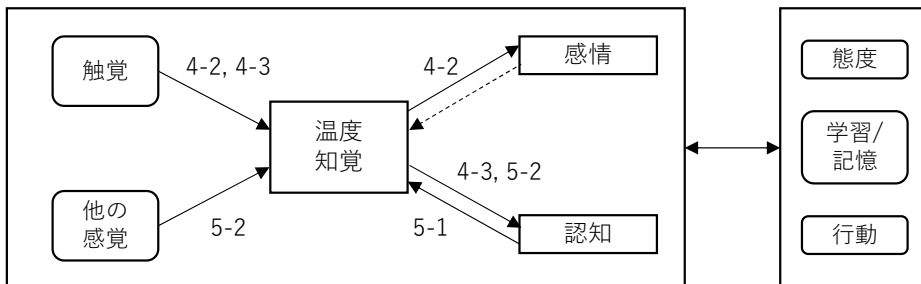 触覚
4-2, 4-3
4-2
感情
態度
温度
知覚
学習/
記憶
4-3, 5-2
他の
感覚
5-2
5-1
認知
行動